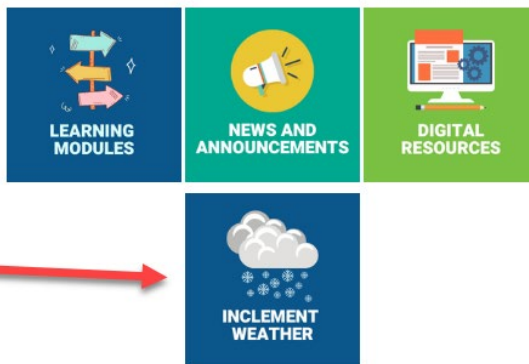 LEARNING
MODULES
NEWS AND
ANNOUNCEMENTS
DIGITAL
RESOURCES
INCLEMENT
WEATHER